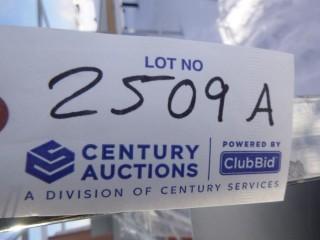 LOT NO
2509 A
CENTURY AUCTIONS
POWERED BY
ClubBid
A DIVISION OF CENTURY SERVICES